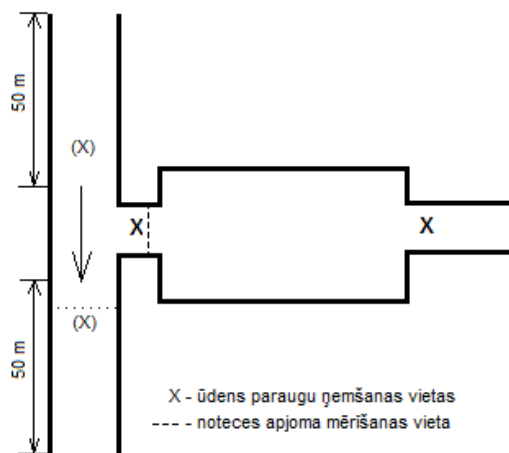 50 m
(X)
X
X
(X)
50 m
X - ūdens paraugu ņemšanas vietas
---- - noteces apjoma mērīšanas vieta